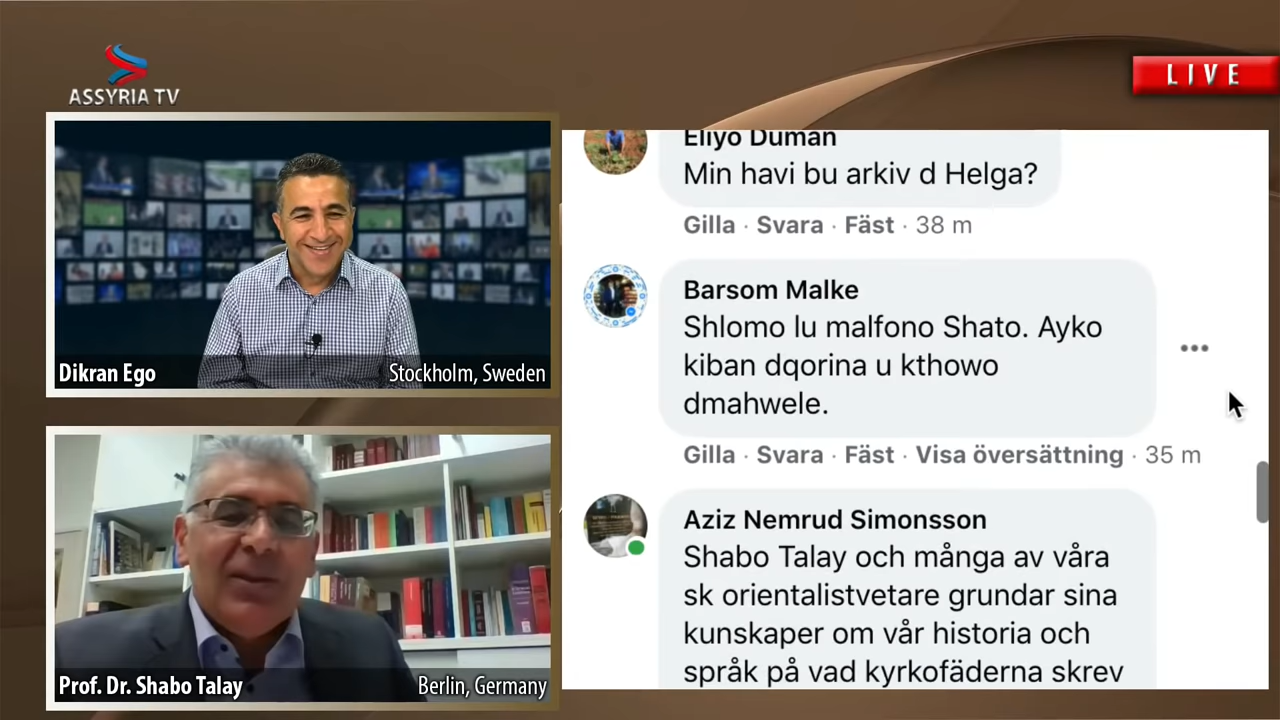 ASSYRIA TV
LIVE
Dikran Ego
Stockholm, Sweden
Prof. Dr. Shabo Talay
Berlin, Germany
Eliyo Duman
Min havi bu arkiv d Helga?
Gilla · Svara · Fäst · 38 m
Barsom Malke
Shlomo lu malfono Shato. Ayko
kiban dqorina u kthowo
dmahwele.
Gilla · Svara · Fäst · Visa översättning · 35 m
Aziz Nemrud Simonsson
Shabo Talay och många av våra
sk orientalistvetare grundar sina
kunskaper om vår historia och
språk på vad kyrkofäderna skrev